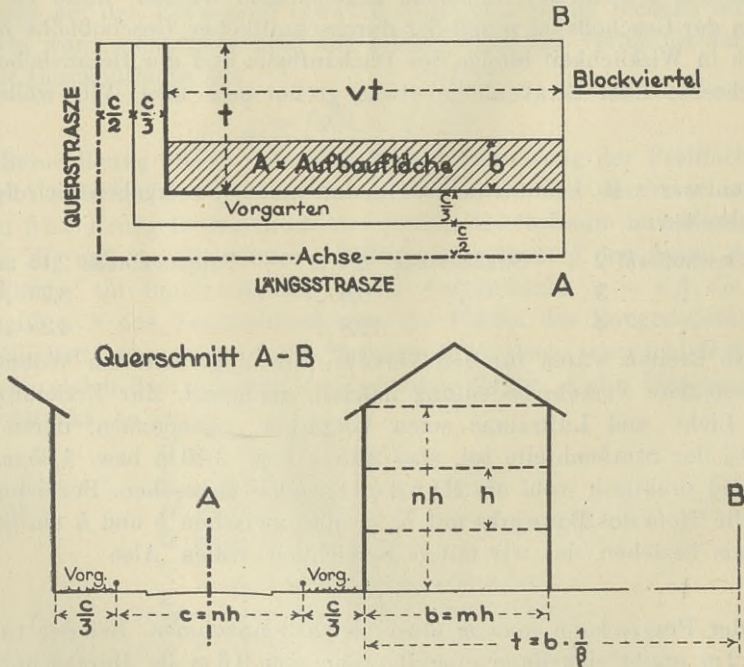 B
c/2 c/3 t vt Blockviertel
QUERSTRASZE
A = Aufbaufläche b
Vorgarten c/3
c/2
Achse
LÄNGSSTRASZE A
Querschnitt A-B
A nh h B
Vorg. Vorg.
c/3 c = nh c/3 b = mh
t = b · 1/β